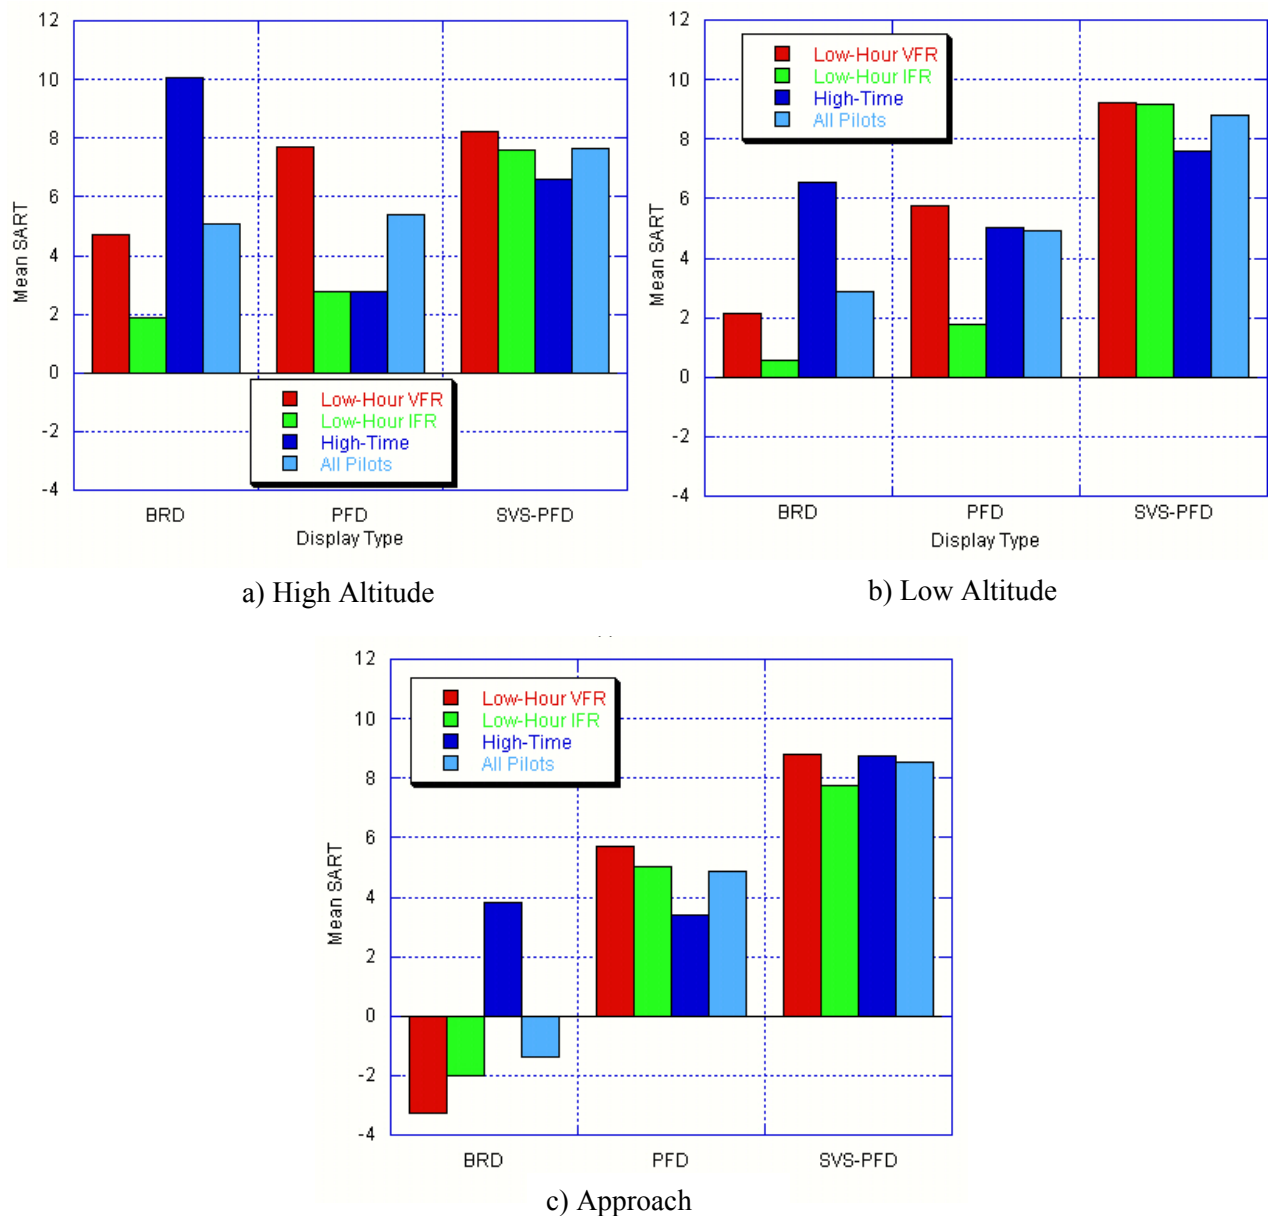 12
10
8
6
4
2
0
-2
-4
Mean SART
Low-Hour VFR
Low-Hour IFR
High-Time
All Pilots
BRD
PFD
SVS-PFD
Display Type
a) High Altitude
12
10
8
6
4
2
0
-2
-4
Mean SART
Low-Hour VFR
Low-Hour IFR
High-Time
All Pilots
BRD
PFD
SVS-PFD
Display Type
b) Low Altitude
12
10
8
6
4
2
0
-2
-4
Mean SART
Low-Hour VFR
Low-Hour IFR
High-Time
All Pilots
BRD
PFD
SVS-PFD
c) Approach